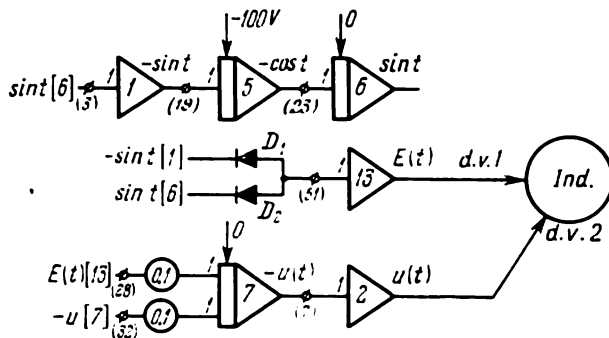 -100V 0
sint[6] (3) 1 1 -sint (19) 1 5 -cost (23) 1 6 sint
-sint[1] D1
sint[6] D2 (51) 1 13 E(t) d.v.1 Ind.
d.v.2
0
E(t)[13] (28) 0.1 1 7 -u(t) 1 2 u(t)
-u[7] (32) 0.1 1